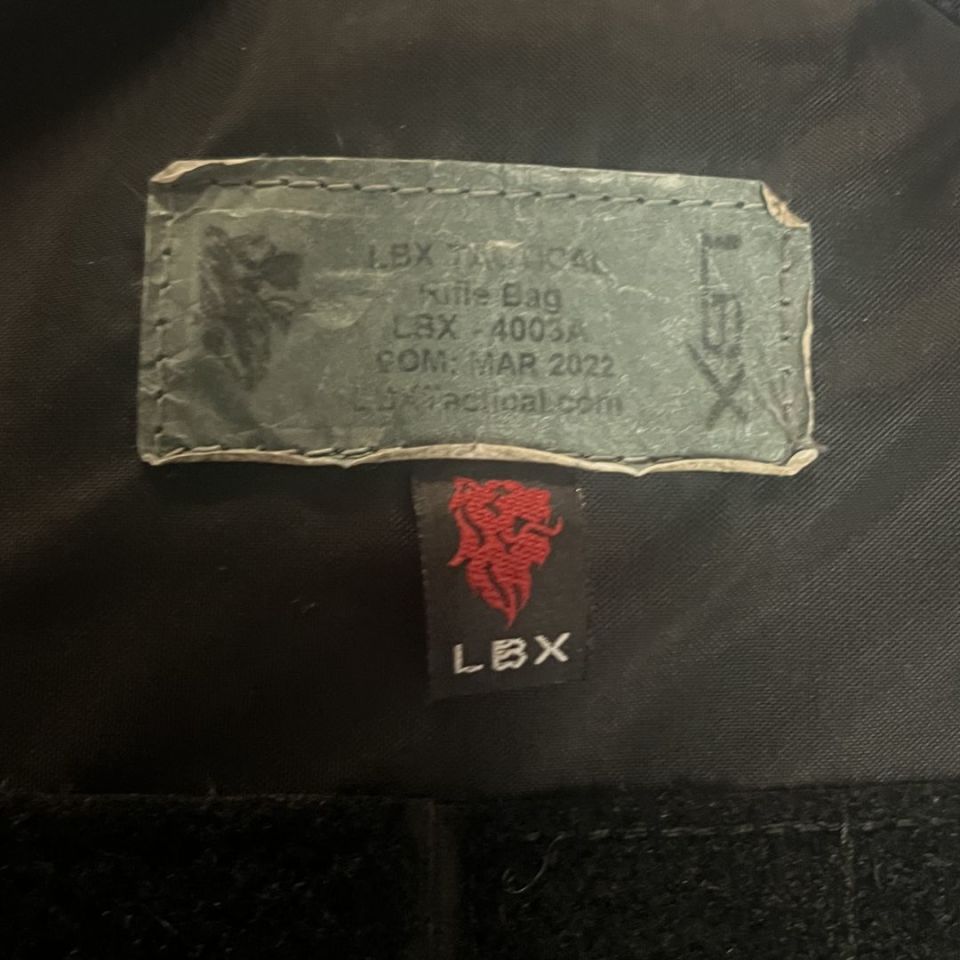 LBX TACTICAL
Rifle Bag
LBX - 4003A
DOM: MAR 2022
LBXTactical.com
LBX
LBX